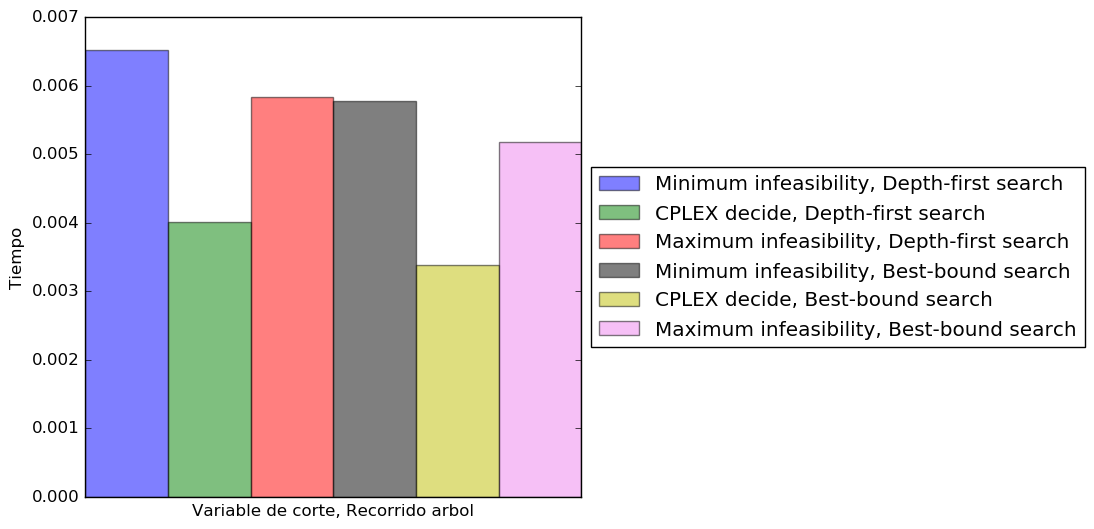 0.007
0.006
0.005
0.004
0.003
0.002
0.001
0.000
Tiempo
Variable de corte, Recorrido arbol
Minimum infeasibility, Depth-first search
CPLEX decide, Depth-first search
Maximum infeasibility, Depth-first search
Minimum infeasibility, Best-bound search
CPLEX decide, Best-bound search
Maximum infeasibility, Best-bound search